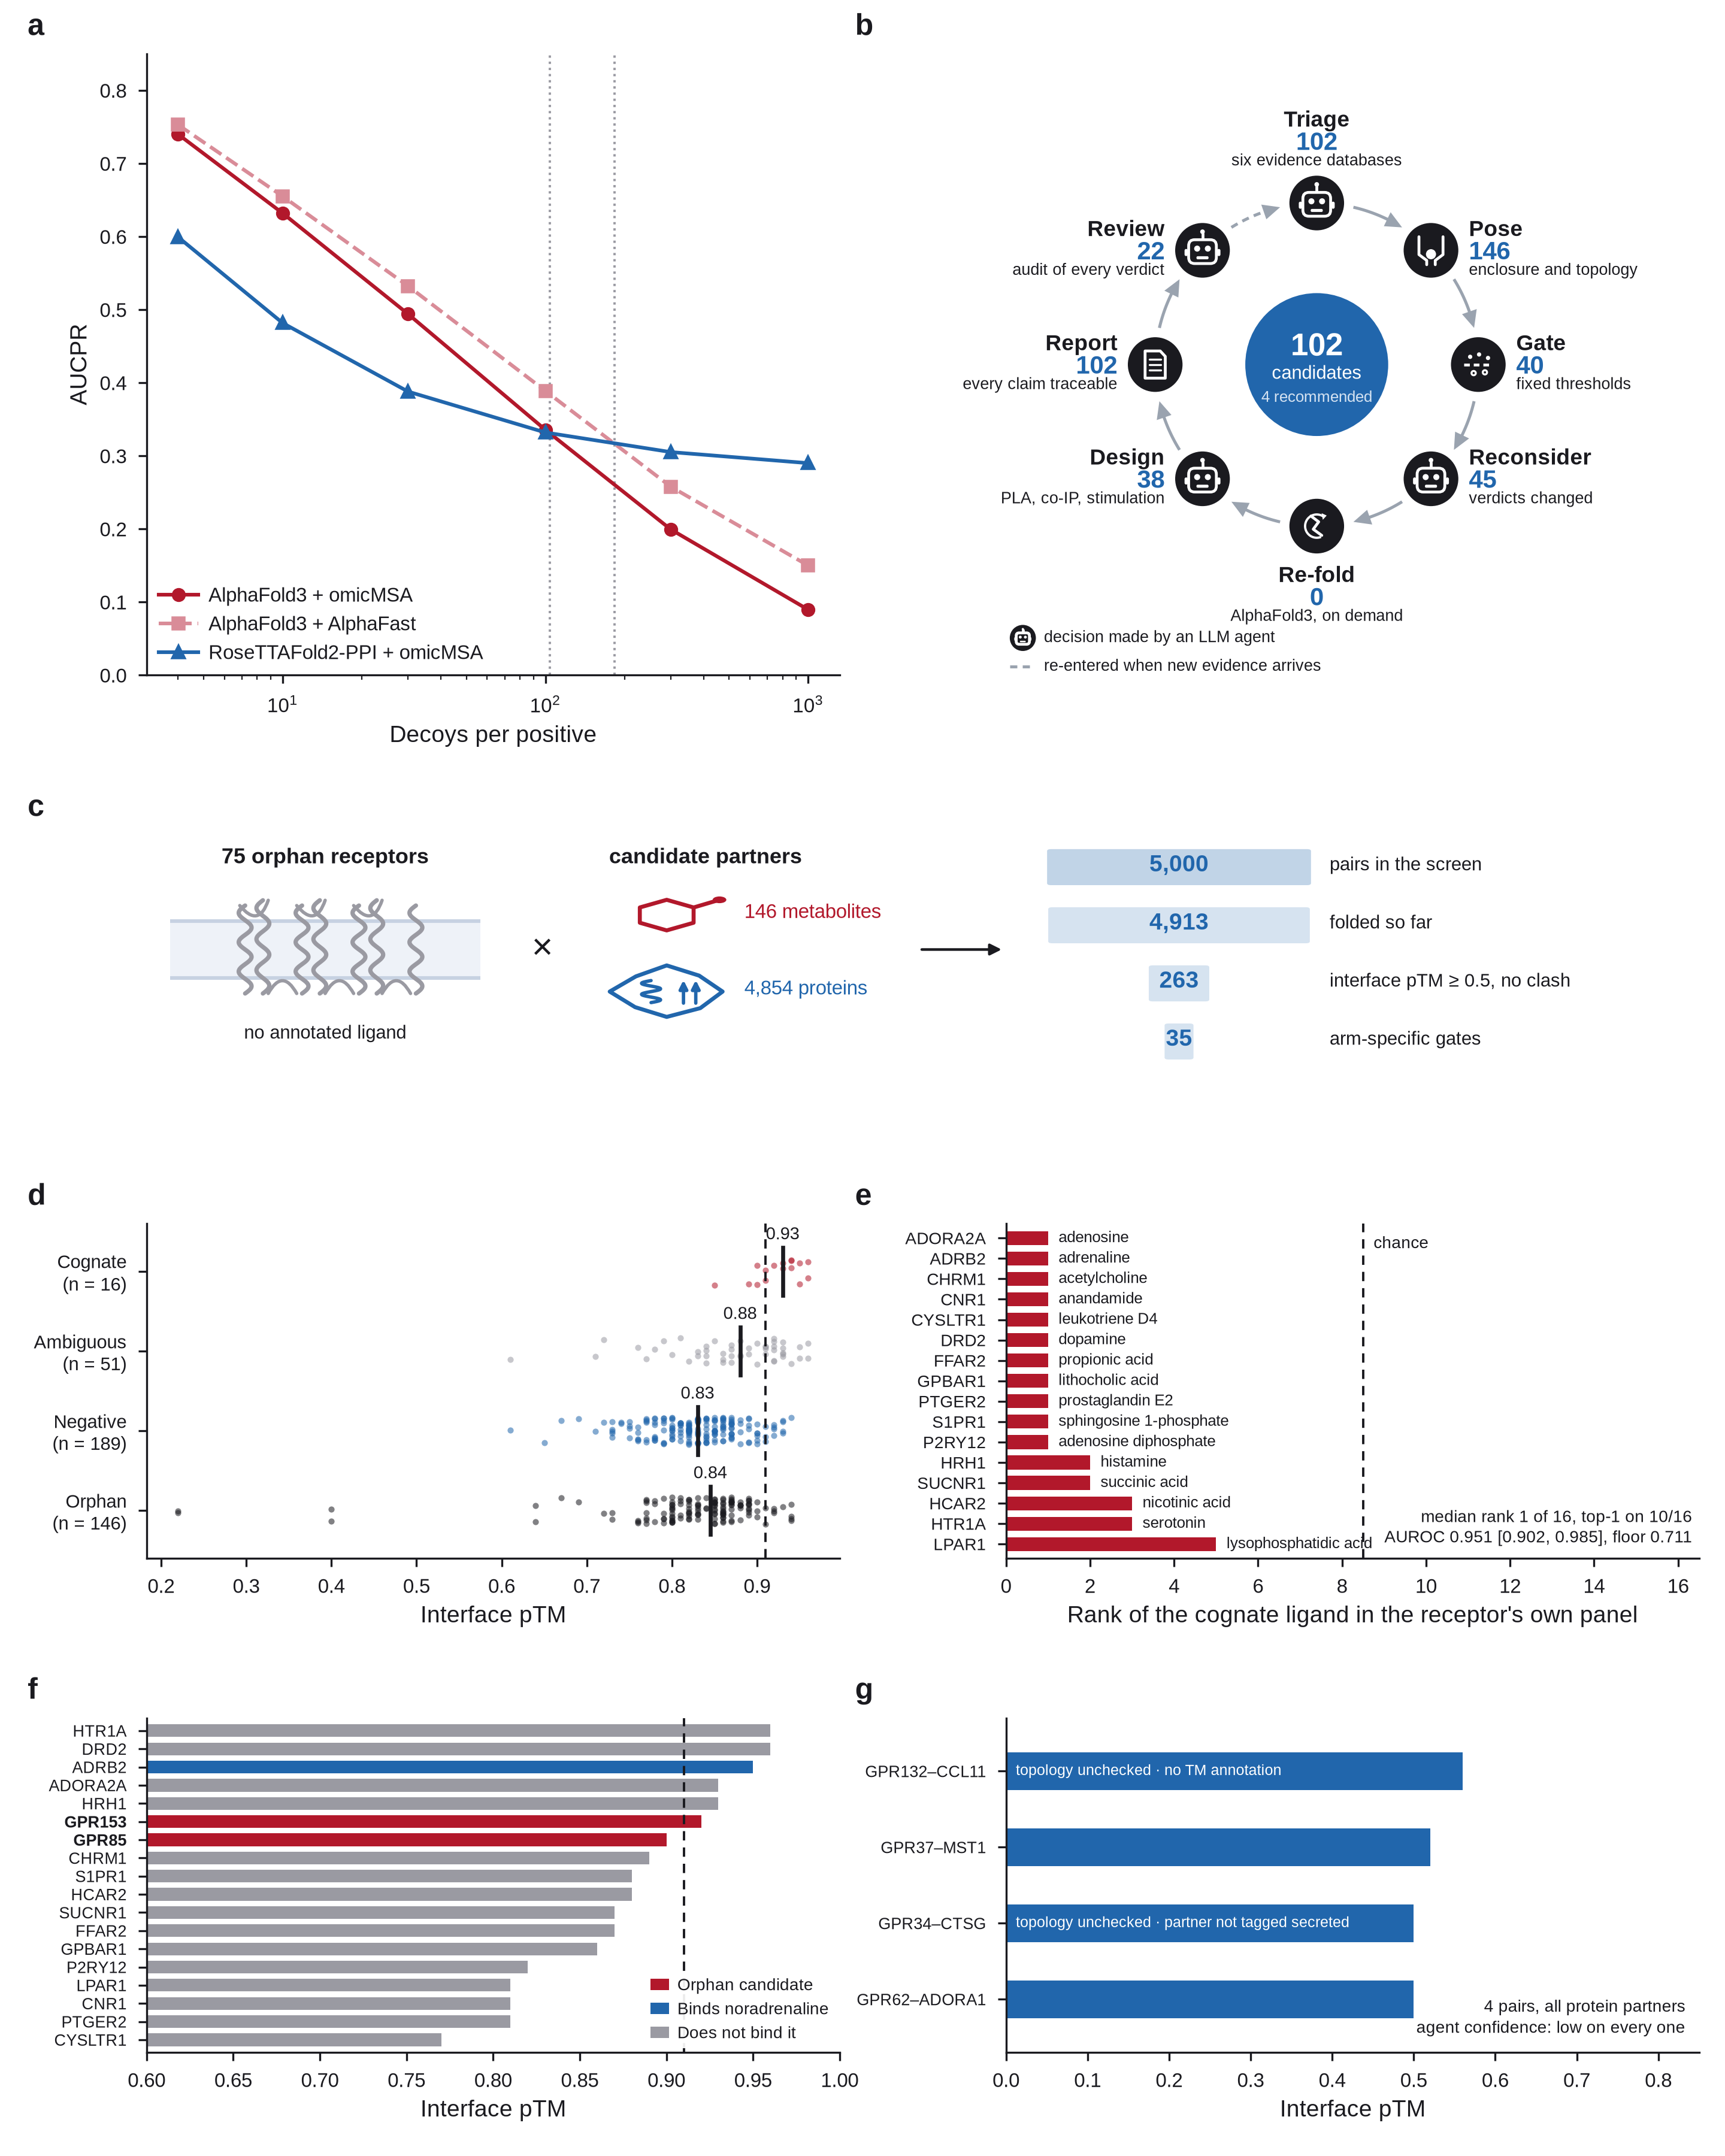 a
0.8
0.7
0.6
0.5
0.4
0.3
0.2
0.1
0.0
AUCPR
AlphaFold3 + omicMSA
AlphaFold3 + AlphaFast
RoseTTAFold2-PPI + omicMSA
10¹
10²
10³
Decoys per positive
b
Triage
102
six evidence databases
Pose
146
enclosure and topology
Gate
40
fixed thresholds
Reconsider
45
verdicts changed
Re-fold
0
AlphaFold3, on demand
Design
38
PLA, co-IP, stimulation
Report
102
every claim traceable
Review
22
audit of every verdict
102
candidates
4 recommended
decision made by an LLM agent
re-entered when new evidence arrives
c
75 orphan receptors
no annotated ligand
×
candidate partners
146 metabolites
4,854 proteins
5,000
pairs in the screen
4,913
folded so far
263
interface pTM ≥ 0.5, no clash
35
arm-specific gates
d
Cognate
(n = 16)
0.93
Ambiguous
(n = 51)
0.88
Negative
(n = 189)
0.83
Orphan
(n = 146)
0.84
0.2
0.3
0.4
0.5
0.6
0.7
0.8
0.9
Interface pTM
e
ADORA2A
adenosine
ADRB2
adrenaline
CHRM1
acetylcholine
CNR1
anandamide
CYSLTR1
leukotriene D4
DRD2
dopamine
FFAR2
propionic acid
GPBAR1
lithocholic acid
PTGER2
prostaglandin E2
S1PR1
sphingosine 1-phosphate
P2RY12
adenosine diphosphate
HRH1
histamine
SUCNR1
succinic acid
HCAR2
nicotinic acid
HTR1A
serotonin
LPAR1
lysophosphatidic acid
chance
median rank 1 of 16, top-1 on 10/16
AUROC 0.951 [0.902, 0.985], floor 0.711
0
2
4
6
8
10
12
14
16
Rank of the cognate ligand in the receptor's own panel
f
HTR1A
DRD2
ADRB2
ADORA2A
HRH1
GPR153
GPR85
CHRM1
S1PR1
HCAR2
SUCNR1
FFAR2
GPBAR1
P2RY12
LPAR1
CNR1
PTGER2
CYSLTR1
Orphan candidate
Binds noradrenaline
Does not bind it
0.60
0.65
0.70
0.75
0.80
0.85
0.90
0.95
1.00
Interface pTM
g
GPR132–CCL11
topology unchecked · no TM annotation
GPR37–MST1
GPR34–CTSG
topology unchecked · partner not tagged secreted
GPR62–ADORA1
4 pairs, all protein partners
agent confidence: low on every one
0.0
0.1
0.2
0.3
0.4
0.5
0.6
0.7
0.8
Interface pTM